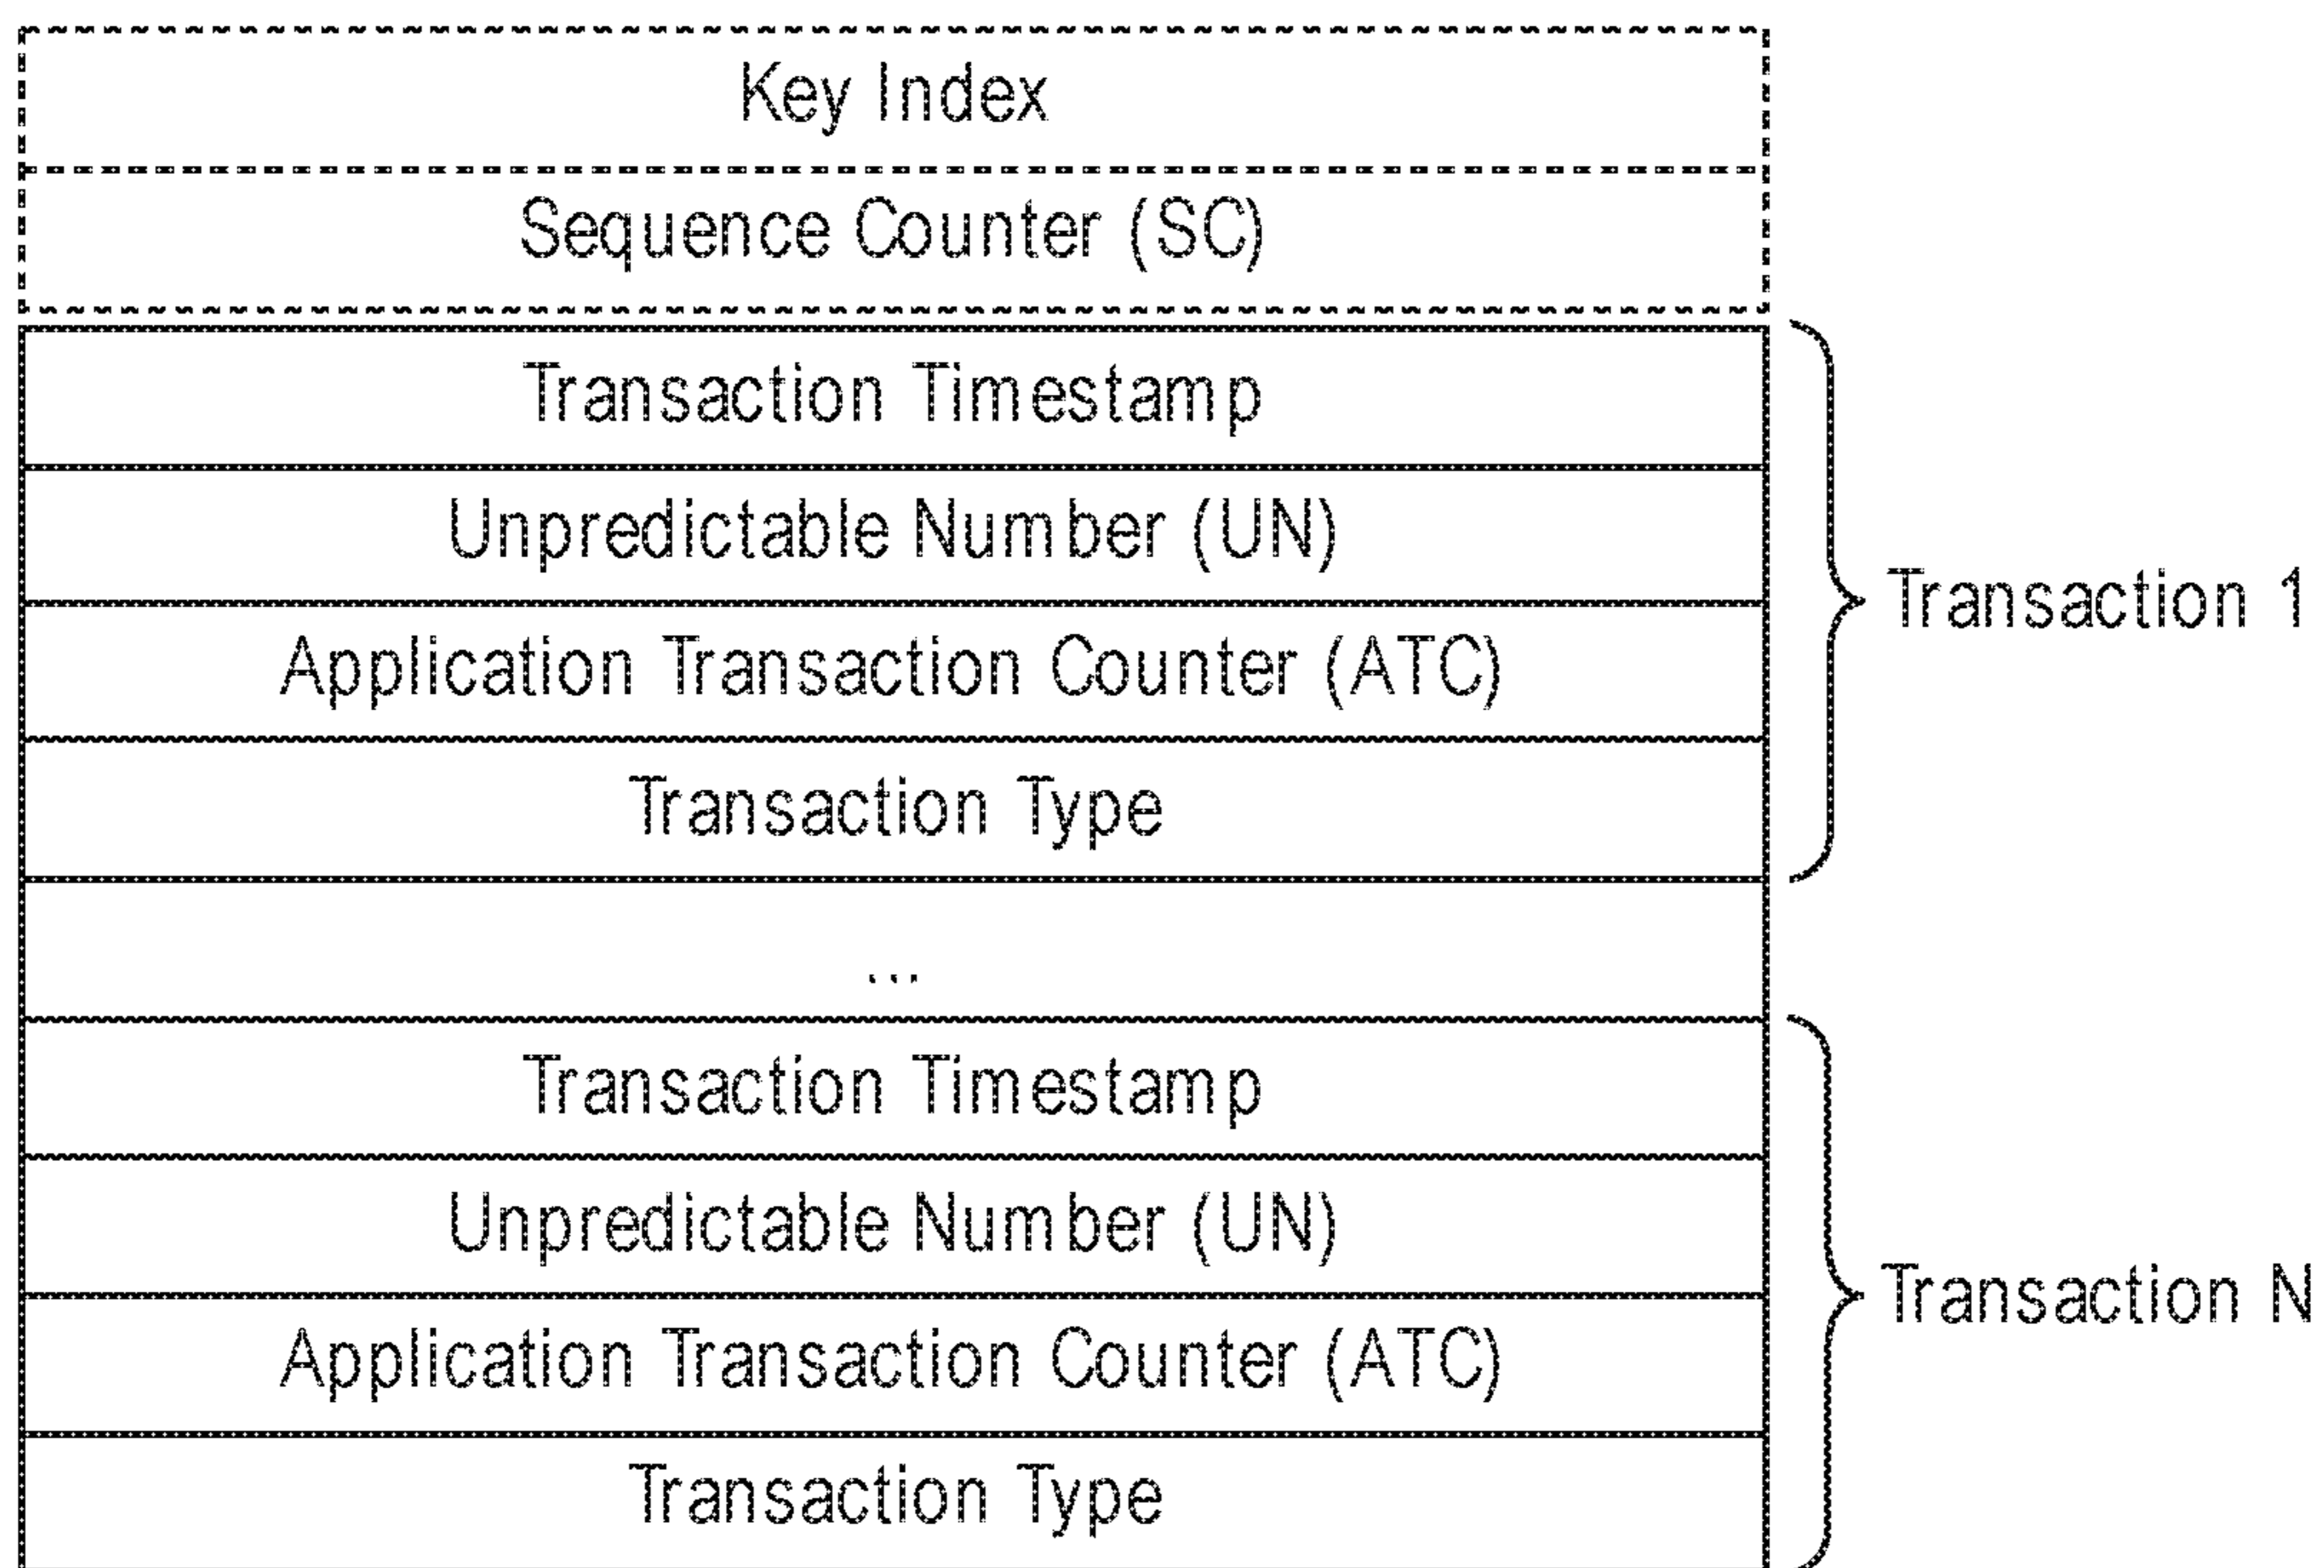 Key Index
Sequence Counter (SC)
Transaction Timestamp
Unpredictable Number (UN)
Application Transaction Counter (ATC)
Transaction Type
Transaction 1
...
Transaction Timestamp
Unpredictable Number (UN)
Application Transaction Counter (ATC)
Transaction Type
Transaction N